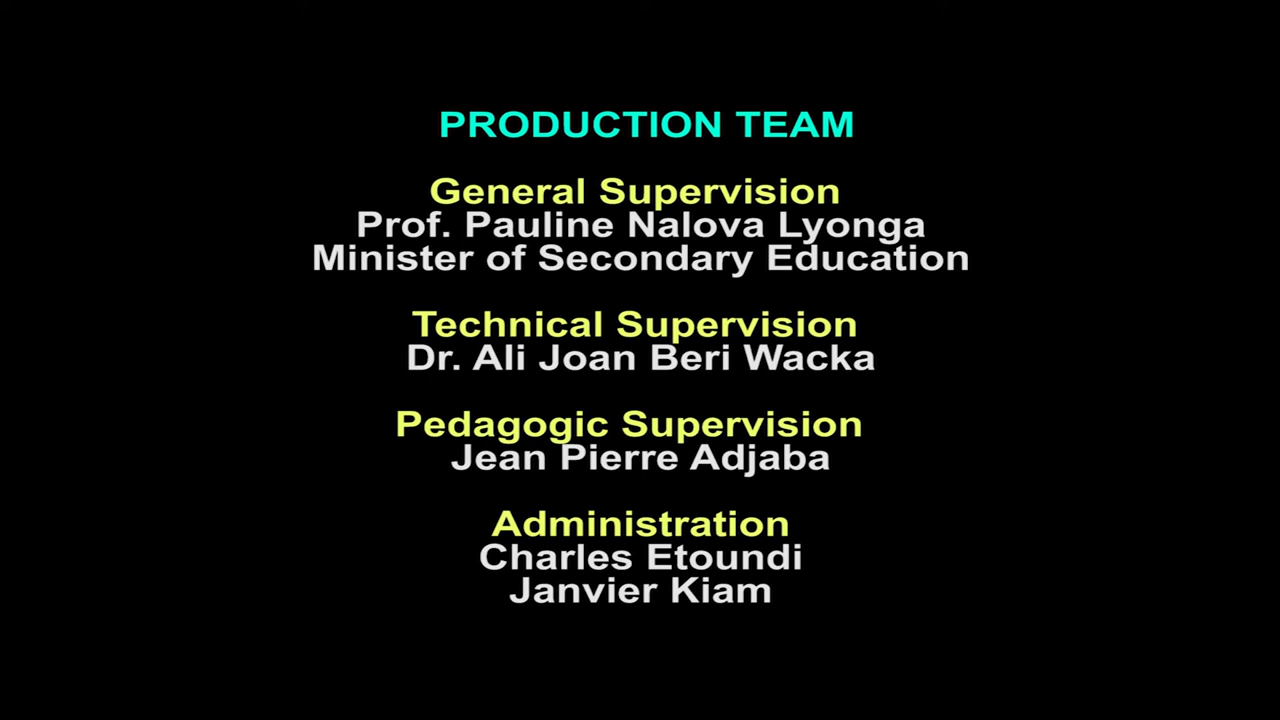 PRODUCTION TEAM
General Supervision
Prof. Pauline Nalova Lyonga
Minister of Secondary Education
Technical Supervision
Dr. Ali Joan Beri Wacka
Pedagogic Supervision
Jean Pierre Adjaba
Administration
Charles Etoundi
Janvier Kiam